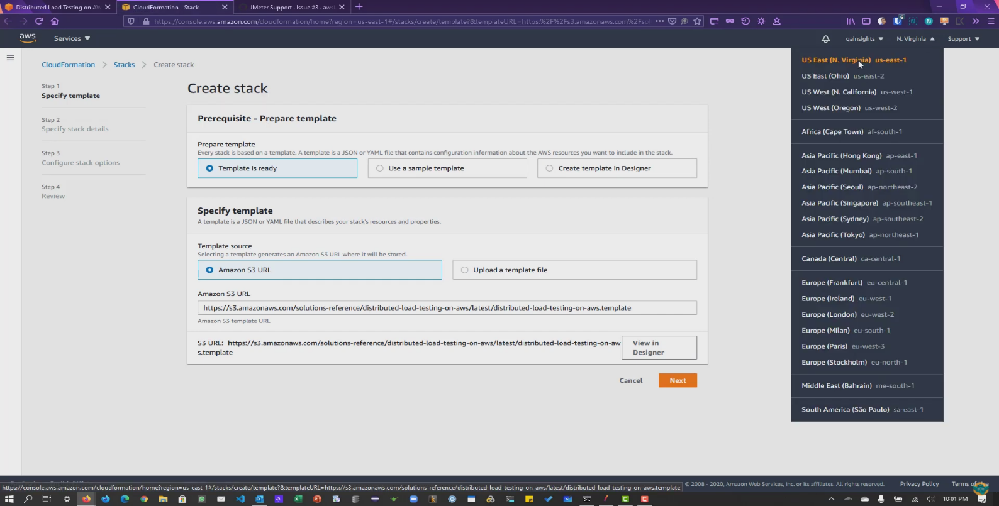 Distributed Load Testing on AW
CloudFormation - Stack
JMeter Support · Issue #3 · aws
https://console.aws.amazon.com/cloudformation/home?region=us-east-1#/stacks/create/template?&templateURL=https:%2F%2Fs3.amazonaws.com%2Fsol
aws
Services
qainsights
N. Virginia
Support
CloudFormation
Stacks
Create stack
Step 1
Specify template
Step 2
Specify stack details
Step 3
Configure stack options
Step 4
Review
Create stack
Prerequisite - Prepare template
Prepare template
Every stack is based on a template. A template is a JSON or YAML file that contains configuration information about the AWS resources you want to include in the stack.
Template is ready
Use a sample template
Create template in Designer
Specify template
A template is a JSON or YAML file that describes your stack's resources and properties.
Template source
Selecting a template generates an Amazon S3 URL where it will be stored.
Amazon S3 URL
Upload a template file
Amazon S3 URL
https://s3.amazonaws.com/solutions-reference/distributed-load-testing-on-aws/latest/distributed-load-testing-on-aws.template
Amazon S3 template URL
S3 URL: https://s3.amazonaws.com/solutions-reference/distributed-load-testing-on-aws/latest/distributed-load-testing-on-aw
s.template
View in
Designer
Cancel
Next
US East (N. Virginia) us-east-1
US East (Ohio) us-east-2
US West (N. California) us-west-1
US West (Oregon) us-west-2
Africa (Cape Town) af-south-1
Asia Pacific (Hong Kong) ap-east-1
Asia Pacific (Mumbai) ap-south-1
Asia Pacific (Seoul) ap-northeast-2
Asia Pacific (Singapore) ap-southeast-1
Asia Pacific (Sydney) ap-southeast-2
Asia Pacific (Tokyo) ap-northeast-1
Canada (Central) ca-central-1
Europe (Frankfurt) eu-central-1
Europe (Ireland) eu-west-1
Europe (London) eu-west-2
Europe (Milan) eu-south-1
Europe (Paris) eu-west-3
Europe (Stockholm) eu-north-1
Middle East (Bahrain) me-south-1
South America (São Paulo) sa-east-1
https://console.aws.amazon.com/cloudformation/home?region=us-east-1#/stacks/create/template?&templateURL=https://s3.amazonaws.com/solutions-reference/distributed-load-testing-on-aws/latest/distributed-load-testing-on-aws.template
© 2008 - 2020, Amazon Web Services, Inc. or its affiliates. All rights reserved.
Privacy Policy
Terms of
10:01 PM